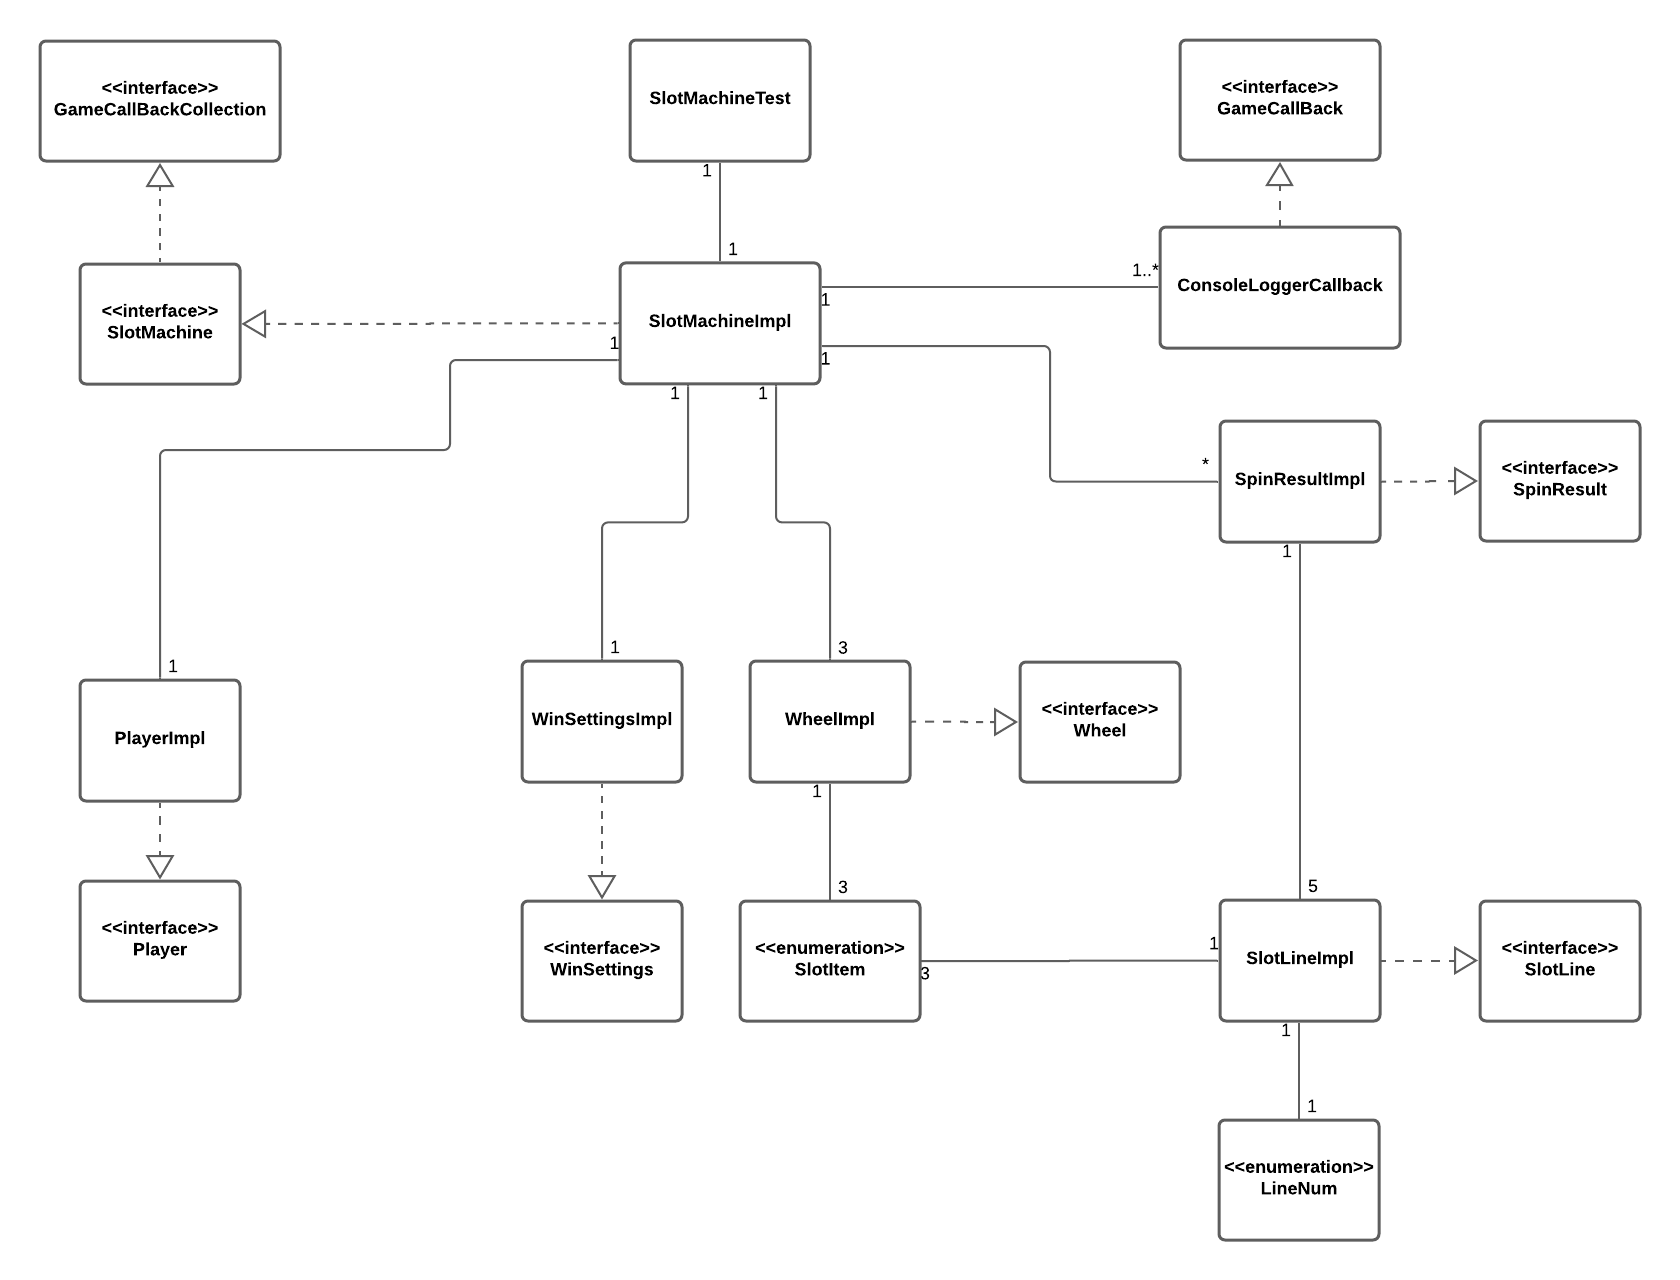 <<interface>>
GameCallBackCollection
SlotMachineTest
<<interface>>
GameCallBack
1
1
<<interface>>
SlotMachine
SlotMachineImpl
1..*
1
ConsoleLoggerCallback
1
1
1
1
*
SpinResultImpl
<<interface>>
SpinResult
1
1
1
3
PlayerImpl
WinSettingsImpl
WheelImpl
<<interface>>
Wheel
1
3
5
<<interface>>
Player
<<interface>>
WinSettings
<<enumeration>>
SlotItem
3
1
SlotLineImpl
<<interface>>
SlotLine
1
1
<<enumeration>>
LineNum